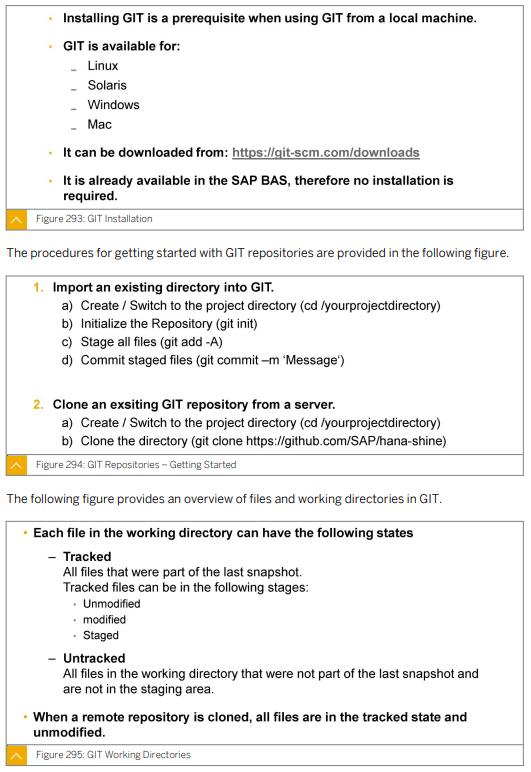 • Installing GIT is a prerequisite when using GIT from a local machine.
• GIT is available for:
– Linux
– Solaris
– Windows
– Mac
• It can be downloaded from: https://git-scm.com/downloads
• It is already available in the SAP BAS, therefore no installation is
required.
Figure 293: GIT Installation
The procedures for getting started with GIT repositories are provided in the following figure.
1. Import an existing directory into GIT.
a) Create / Switch to the project directory (cd /yourprojectdirectory)
b) Initialize the Repository (git init)
c) Stage all files (git add -A)
d) Commit staged files (git commit –m ‘Message‘)
2. Clone an exsiting GIT repository from a server.
a) Create / Switch to the project directory (cd /yourprojectdirectory)
b) Clone the directory (git clone https://github.com/SAP/hana-shine)
Figure 294: GIT Repositories – Getting Started
The following figure provides an overview of files and working directories in GIT.
• Each file in the working directory can have the following states
– Tracked
All files that were part of the last snapshot.
Tracked files can be in the following stages:
• Unmodified
• modified
• Staged
– Untracked
All files in the working directory that were not part of the last snapshot and
are not in the staging area.
• When a remote repository is cloned, all files are in the tracked state and
unmodified.
Figure 295: GIT Working Directories